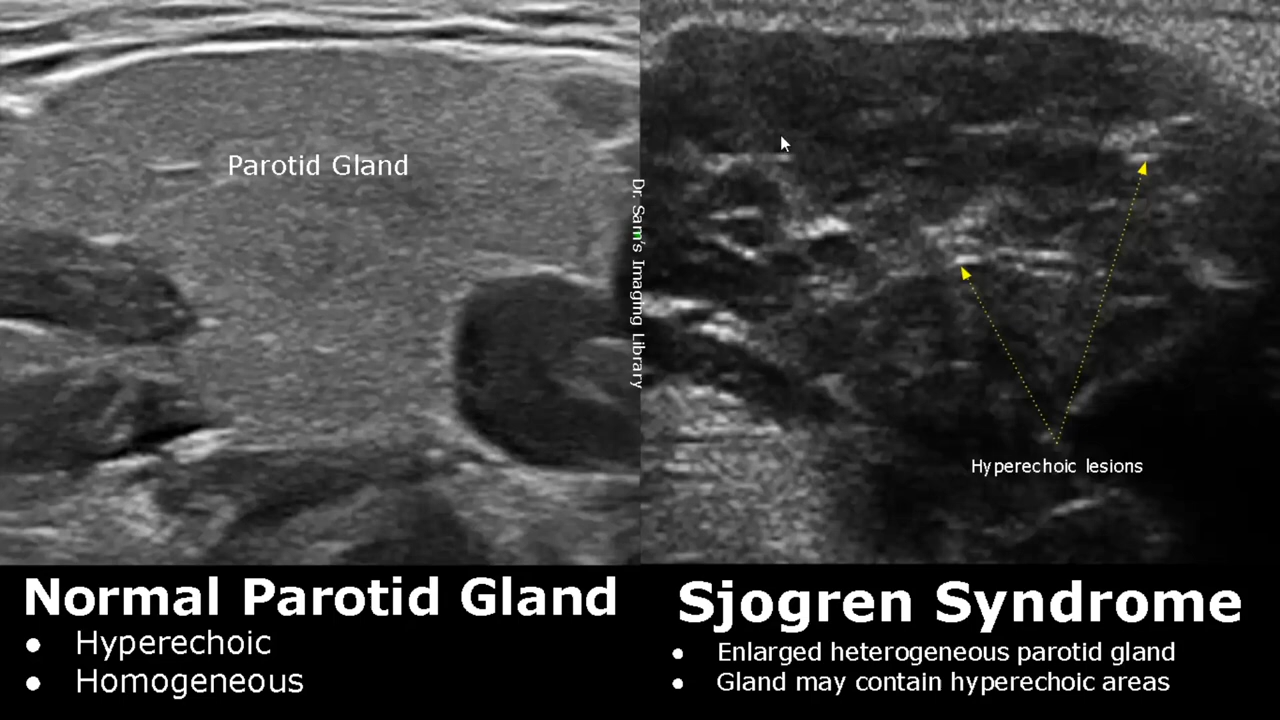 Parotid Gland
Dr. Sam's Imaging Library
Hyperechoic lesions
Normal Parotid Gland
● Hyperechoic
● Homogeneous
Sjogren Syndrome
● Enlarged heterogeneous parotid gland
● Gland may contain hyperechoic areas